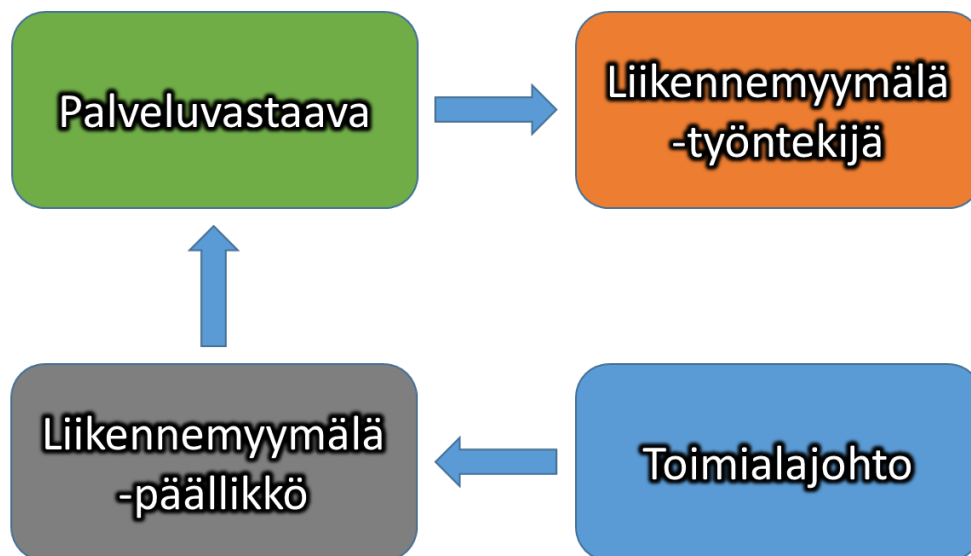 Palveluvastaava
Liikennemyymälä
-työntekijä
Liikennemyymälä
-päällikkö
Toimialajohto